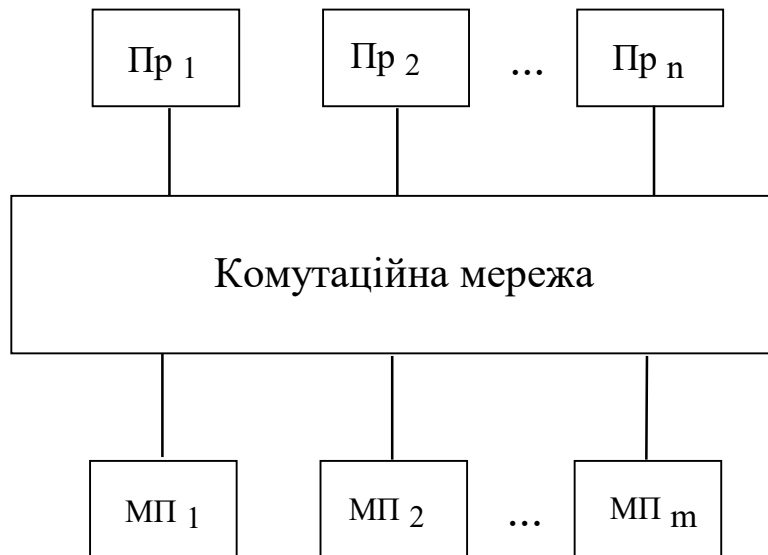 Пр 1 Пр 2 ... Пр n
Комутаційна мережа
МП 1 МП 2 ... МП m